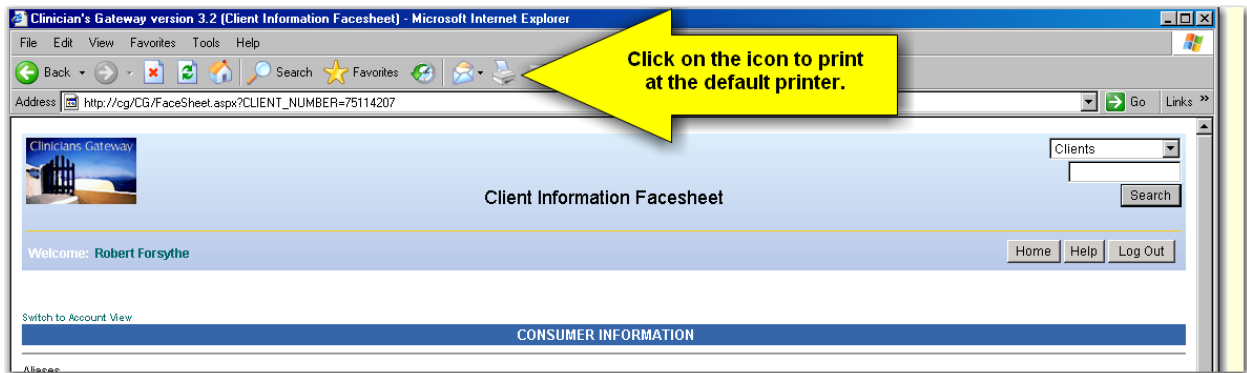 Clinician's Gateway version 3.2 (Client Information Facesheet) - Microsoft Internet Explorer
File Edit View Favorites Tools Help
Back Search Favorites
Click on the icon to print
at the default printer.
Address http://cg/CG/FaceSheet.aspx?CLIENT_NUMBER=75114207 Go Links »
Clinicians Gateway
Clients
Client Information Facesheet
Search
Welcome: Robert Forsythe
Home Help Log Out
Switch to Account View
CONSUMER INFORMATION
Aliases